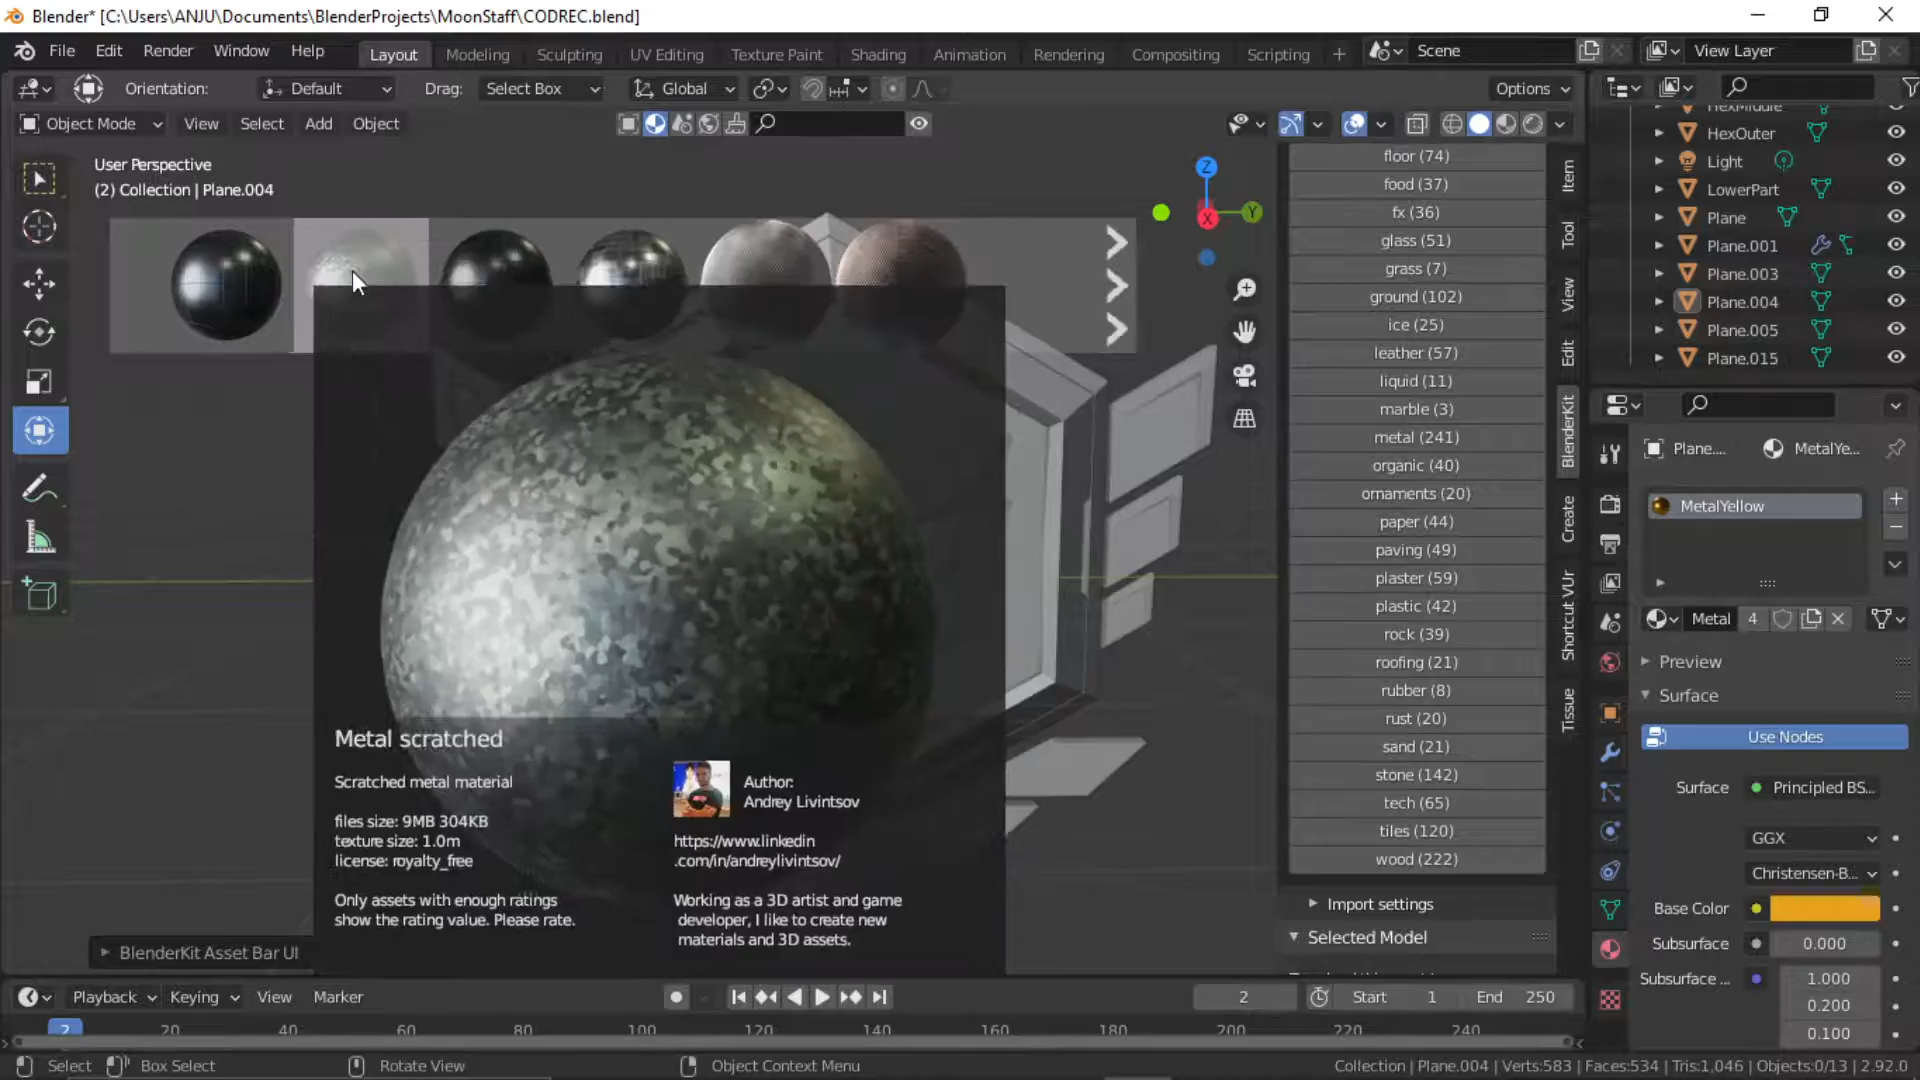 Blender* [C:\Users\ANJU\Documents\BlenderProjects\MoonStaff\CODREC.blend]
File Edit Render Window Help
Layout Modeling Sculpting UV Editing Texture Paint Shading Animation Rendering Compositing Scripting +
Scene
View Layer
Orientation: Default Drag: Select Box Global Options
Object Mode View Select Add Object
User Perspective
(2) Collection | Plane.004
Z
Y
X
floor (74)
food (37)
fx (36)
glass (51)
grass (7)
ground (102)
ice (25)
leather (57)
liquid (11)
marble (3)
metal (241)
organic (40)
ornaments (20)
paper (44)
paving (49)
plaster (59)
plastic (42)
rock (39)
roofing (21)
rubber (8)
rust (20)
sand (21)
stone (142)
tech (65)
tiles (120)
wood (222)
Import settings
Selected Model
Item
Tool
View
Edit
BlenderKit
Create
Shortcut VUr
Tissue
HexMiddle
HexOuter
Light
LowerPart
Plane
Plane.001
Plane.003
Plane.004
Plane.005
Plane.015
Plane.... MetalYe...
MetalYellow
Metal 4
Preview
Surface
Use Nodes
Surface Principled BS...
GGX
Christensen-B...
Base Color
Subsurface 0.000
Subsurface ... 1.000
0.200
0.100
Metal scratched
Scratched metal material
files size: 9MB 304KB
texture size: 1.0m
license: royalty_free
Only assets with enough ratings
show the rating value. Please rate.
Author:
Andrey Livintsov
https://www.linkedin
.com/in/andreylivintsov/
Working as a 3D artist and game
developer, I like to create new
materials and 3D assets.
BlenderKit Asset Bar UI
Playback Keying View Marker
2 Start 1 End 250
2 20 40 60 80 100 120 140 160 180 200 220 240
Select Box Select Rotate View Object Context Menu
Collection | Plane.004 | Verts:583 | Faces:534 | Tris:1,046 | Objects:0/13 | 2.92.0